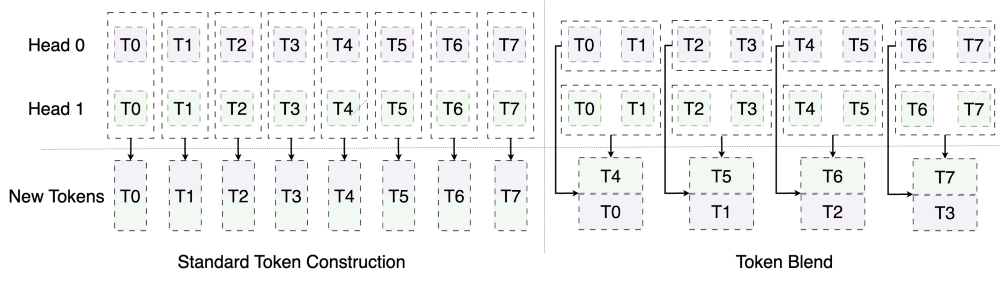 Head 0 T0 T1 T2 T3 T4 T5 T6 T7 T0 T1 T2 T3 T4 T5 T6 T7
Head 1 T0 T1 T2 T3 T4 T5 T6 T7 T0 T1 T2 T3 T4 T5 T6 T7
T4 T5 T6 T7
New Tokens T0 T1 T2 T3 T4 T5 T6 T7
T0 T1 T2 T3
Standard Token Construction Token Blend